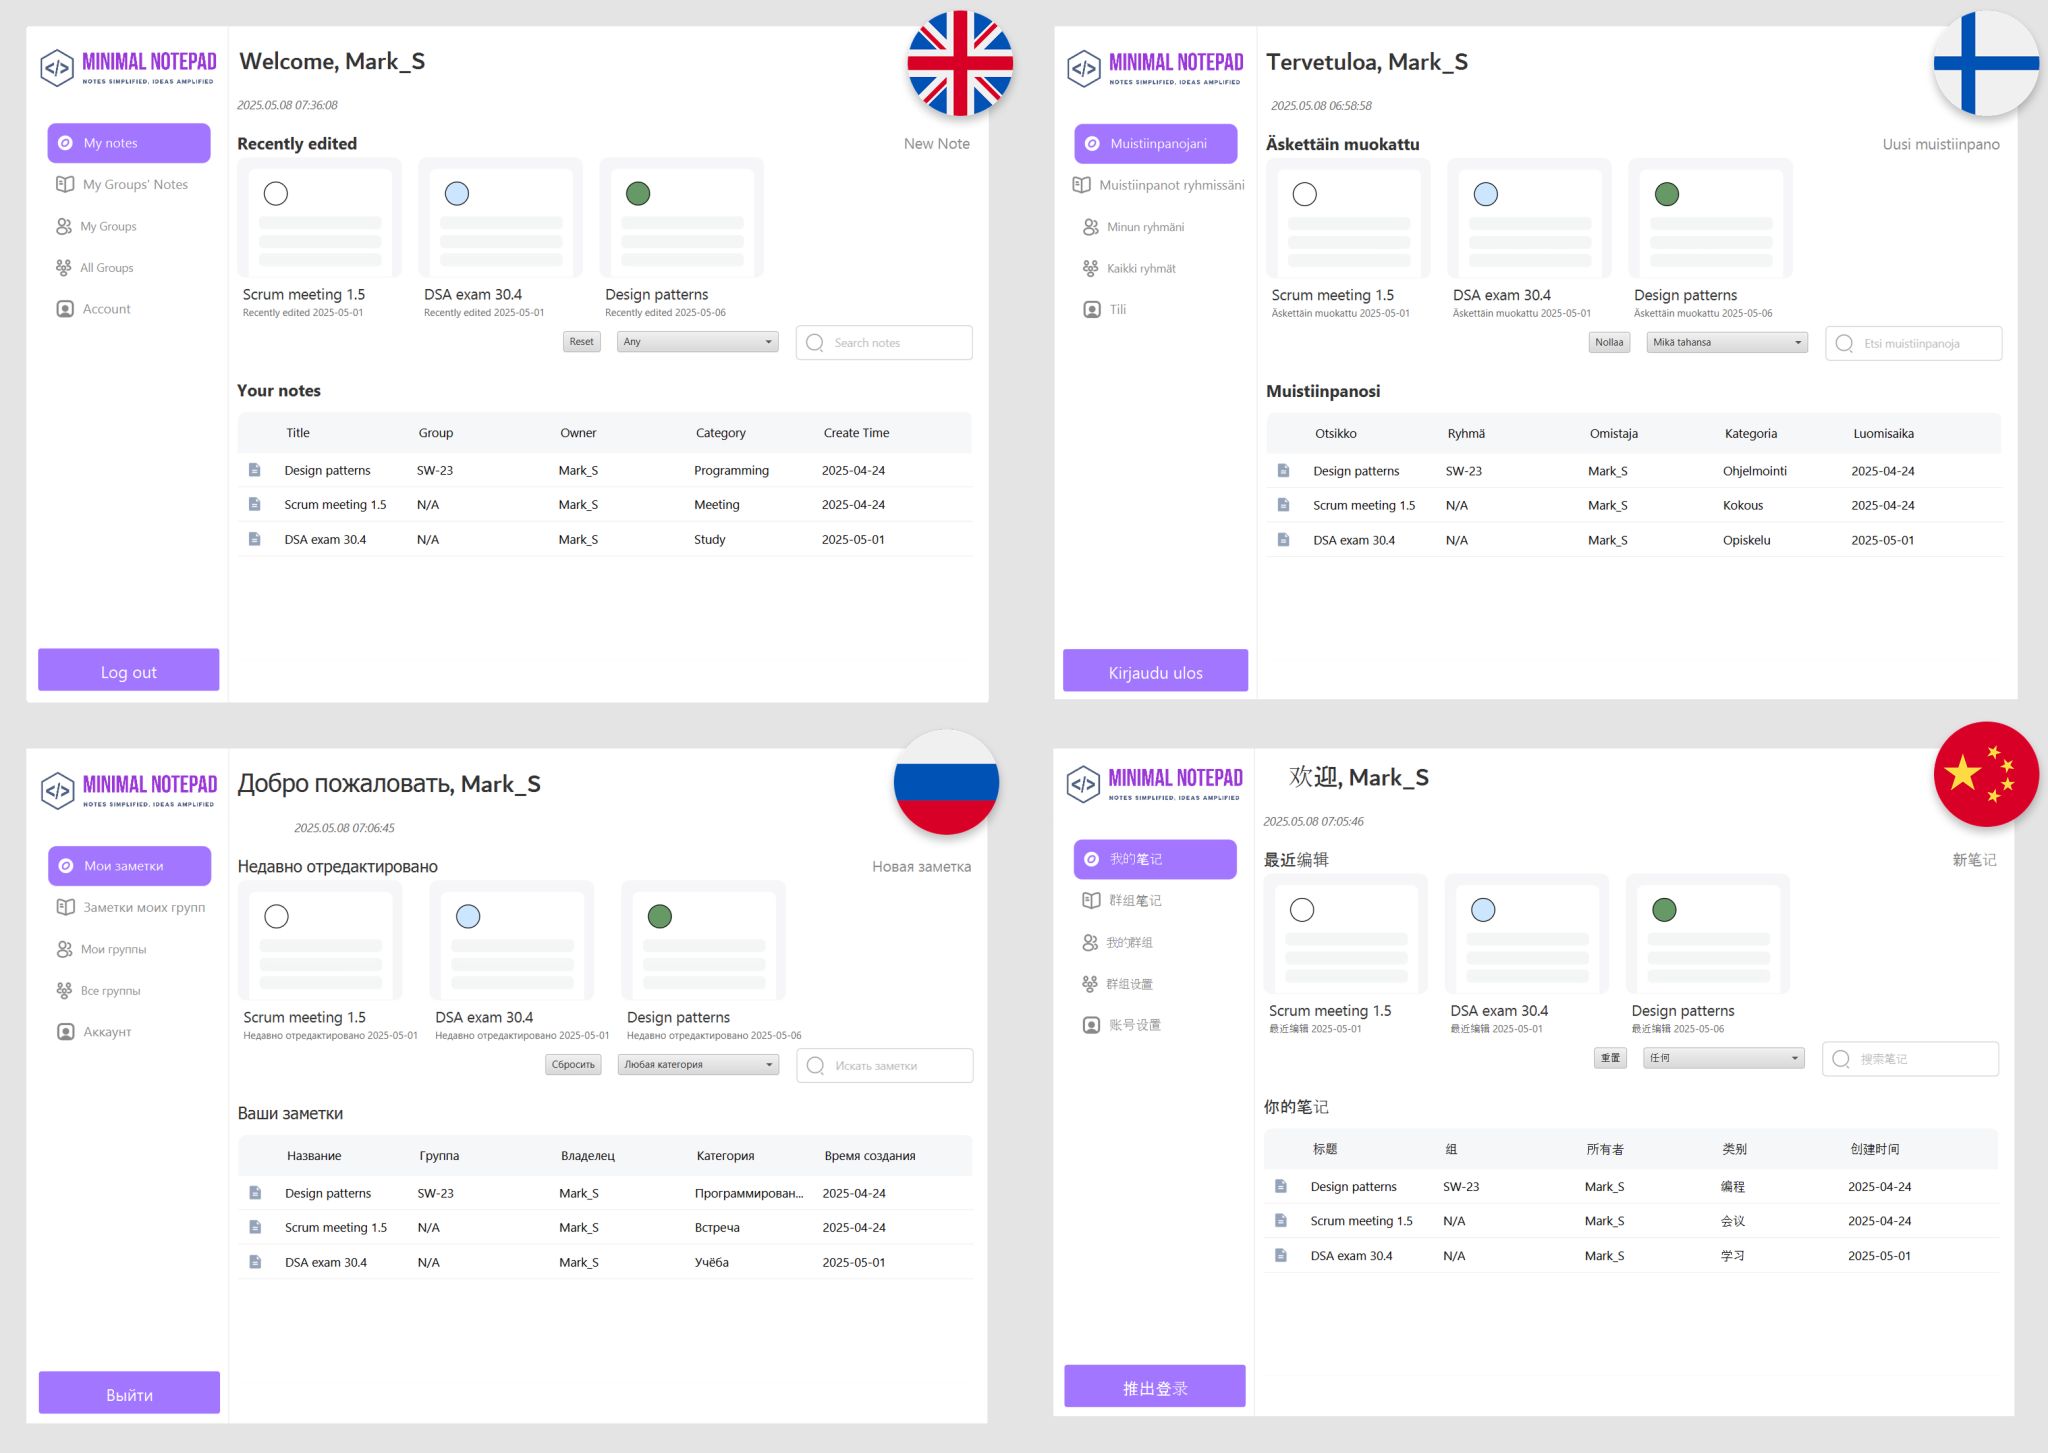 MINIMAL NOTEPAD
NOTES SIMPLIFIED, IDEAS AMPLIFIED
My notes
My Groups' Notes
My Groups
All Groups
Account
Log out
Welcome, Mark_S
2025.05.08 07:36:08
Recently edited
New Note
Scrum meeting 1.5
Recently edited 2025-05-01
DSA exam 30.4
Recently edited 2025-05-01
Design patterns
Recently edited 2025-05-06
Reset
Any
Search notes
Your notes
Title Group Owner Category Create Time
Design patterns SW-23 Mark_S Programming 2025-04-24
Scrum meeting 1.5 N/A Mark_S Meeting 2025-04-24
DSA exam 30.4 N/A Mark_S Study 2025-05-01
MINIMAL NOTEPAD
NOTES SIMPLIFIED, IDEAS AMPLIFIED
Muistiinpanojani
Muistiinpanot ryhmissäni
Minun ryhmäni
Kaikki ryhmät
Tili
Kirjaudu ulos
Tervetuloa, Mark_S
2025.05.08 06:58:58
Äskettäin muokattu
Uusi muistiinpano
Scrum meeting 1.5
Äskettäin muokattu 2025-05-01
DSA exam 30.4
Äskettäin muokattu 2025-05-01
Design patterns
Äskettäin muokattu 2025-05-06
Nollaa
Mikä tahansa
Etsi muistiinpanoja
Muistiinpanosi
Otsikko Ryhmä Omistaja Kategoria Luomisaika
Design patterns SW-23 Mark_S Ohjelmointi 2025-04-24
Scrum meeting 1.5 N/A Mark_S Kokous 2025-04-24
DSA exam 30.4 N/A Mark_S Opiskelu 2025-05-01
MINIMAL NOTEPAD
NOTES SIMPLIFIED, IDEAS AMPLIFIED
Мои заметки
Заметки моих групп
Мои группы
Все группы
Аккаунт
Выйти
Добро пожаловать, Mark_S
2025.05.08 07:06:45
Недавно отредактировано
Новая заметка
Scrum meeting 1.5
Недавно отредактировано 2025-05-01
DSA exam 30.4
Недавно отредактировано 2025-05-01
Design patterns
Недавно отредактировано 2025-05-06
Сбросить
Любая категория
Искать заметки
Ваши заметки
Название Группа Владелец Категория Время создания
Design patterns SW-23 Mark_S Программирован... 2025-04-24
Scrum meeting 1.5 N/A Mark_S Встреча 2025-04-24
DSA exam 30.4 N/A Mark_S Учёба 2025-05-01
MINIMAL NOTEPAD
NOTES SIMPLIFIED, IDEAS AMPLIFIED
我的笔记
群组笔记
我的群组
群组设置
账号设置
推出登录
欢迎, Mark_S
2025.05.08 07:05:46
最近编辑
新笔记
Scrum meeting 1.5
最近编辑 2025-05-01
DSA exam 30.4
最近编辑 2025-05-01
Design patterns
最近编辑 2025-05-06
重置
任何
搜索笔记
你的笔记
标题 组 所有者 类别 创建时间
Design patterns SW-23 Mark_S 编程 2025-04-24
Scrum meeting 1.5 N/A Mark_S 会议 2025-04-24
DSA exam 30.4 N/A Mark_S 学习 2025-05-01